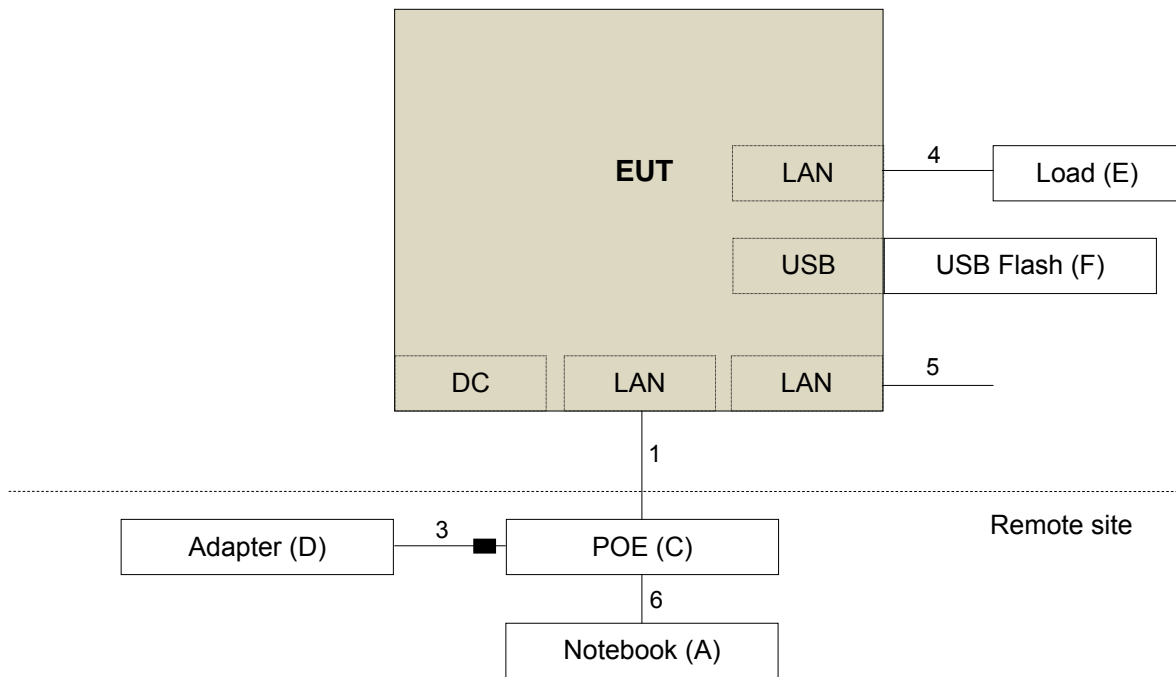 4
EUT
LAN
Load (E)
USB
USB Flash (F)
5
DC
LAN
LAN
1
Remote site
3
Adapter (D)
POE (C)
6
Notebook (A)